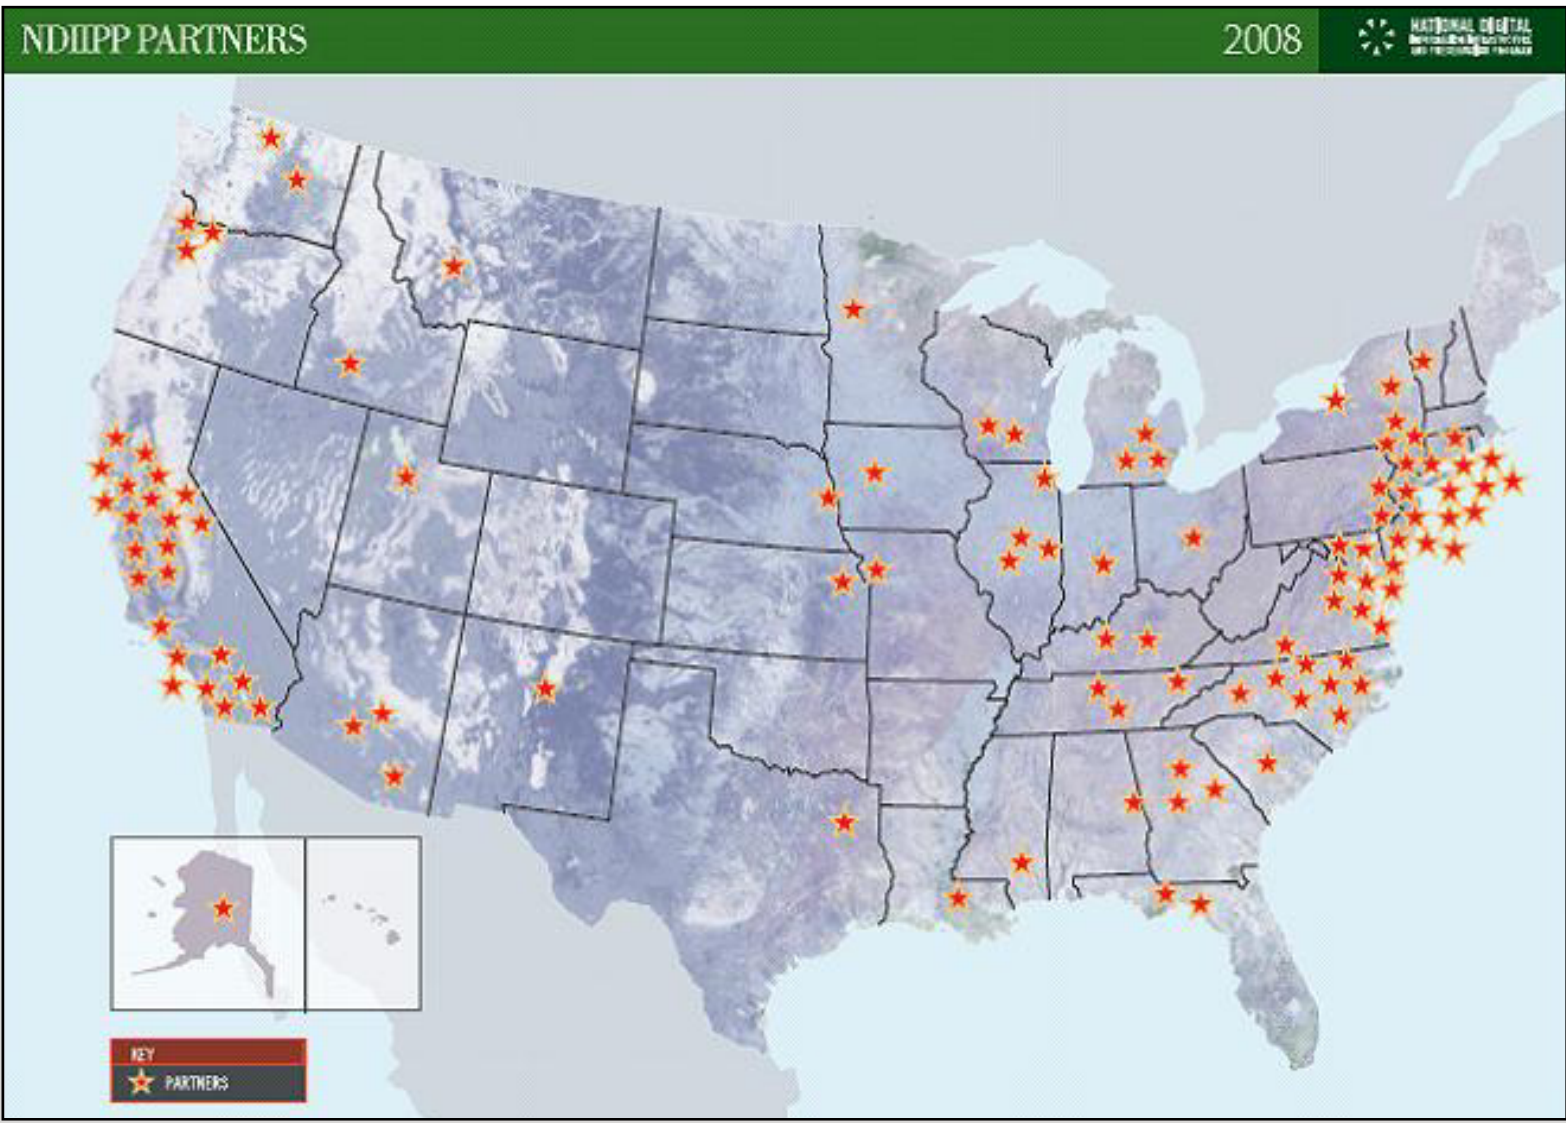 NDIIPP PARTNERS
2008
NATIONAL DIGITAL
KEY
PARTNERS